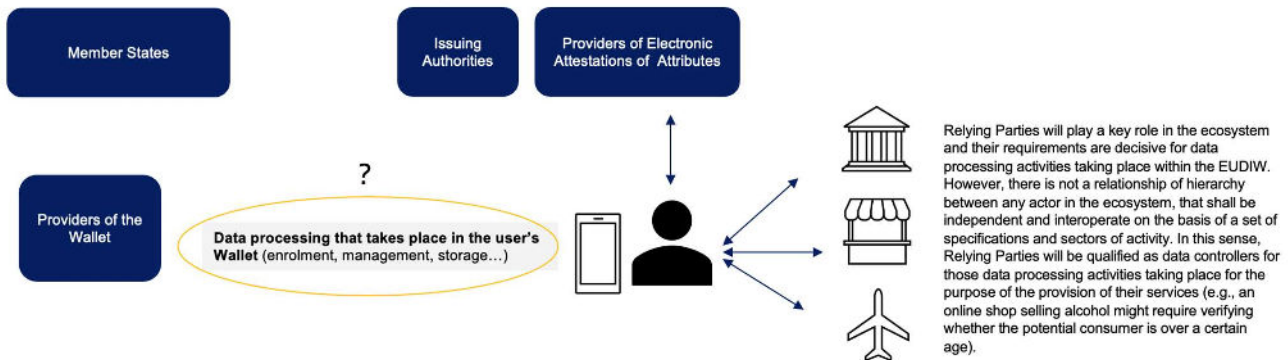 Member States
Issuing
Authorities
Providers of Electronic
Attestations of Attributes
Providers of the
Wallet
?
Data processing that takes place in the user's
Wallet (enrolment, management, storage...)
Relying Parties will play a key role in the ecosystem
and their requirements are decisive for data
processing activities taking place within the EUDIW.
However, there is not a relationship of hierarchy
between any actor in the ecosystem, that shall be
independent and interoperate on the basis of a set of
specifications and sectors of activity. In this sense,
Relying Parties will be qualified as data controllers for
those data processing activities taking place for the
purpose of the provision of their services (e.g., an
online shop selling alcohol might require verifying
whether the potential consumer is over a certain
age).